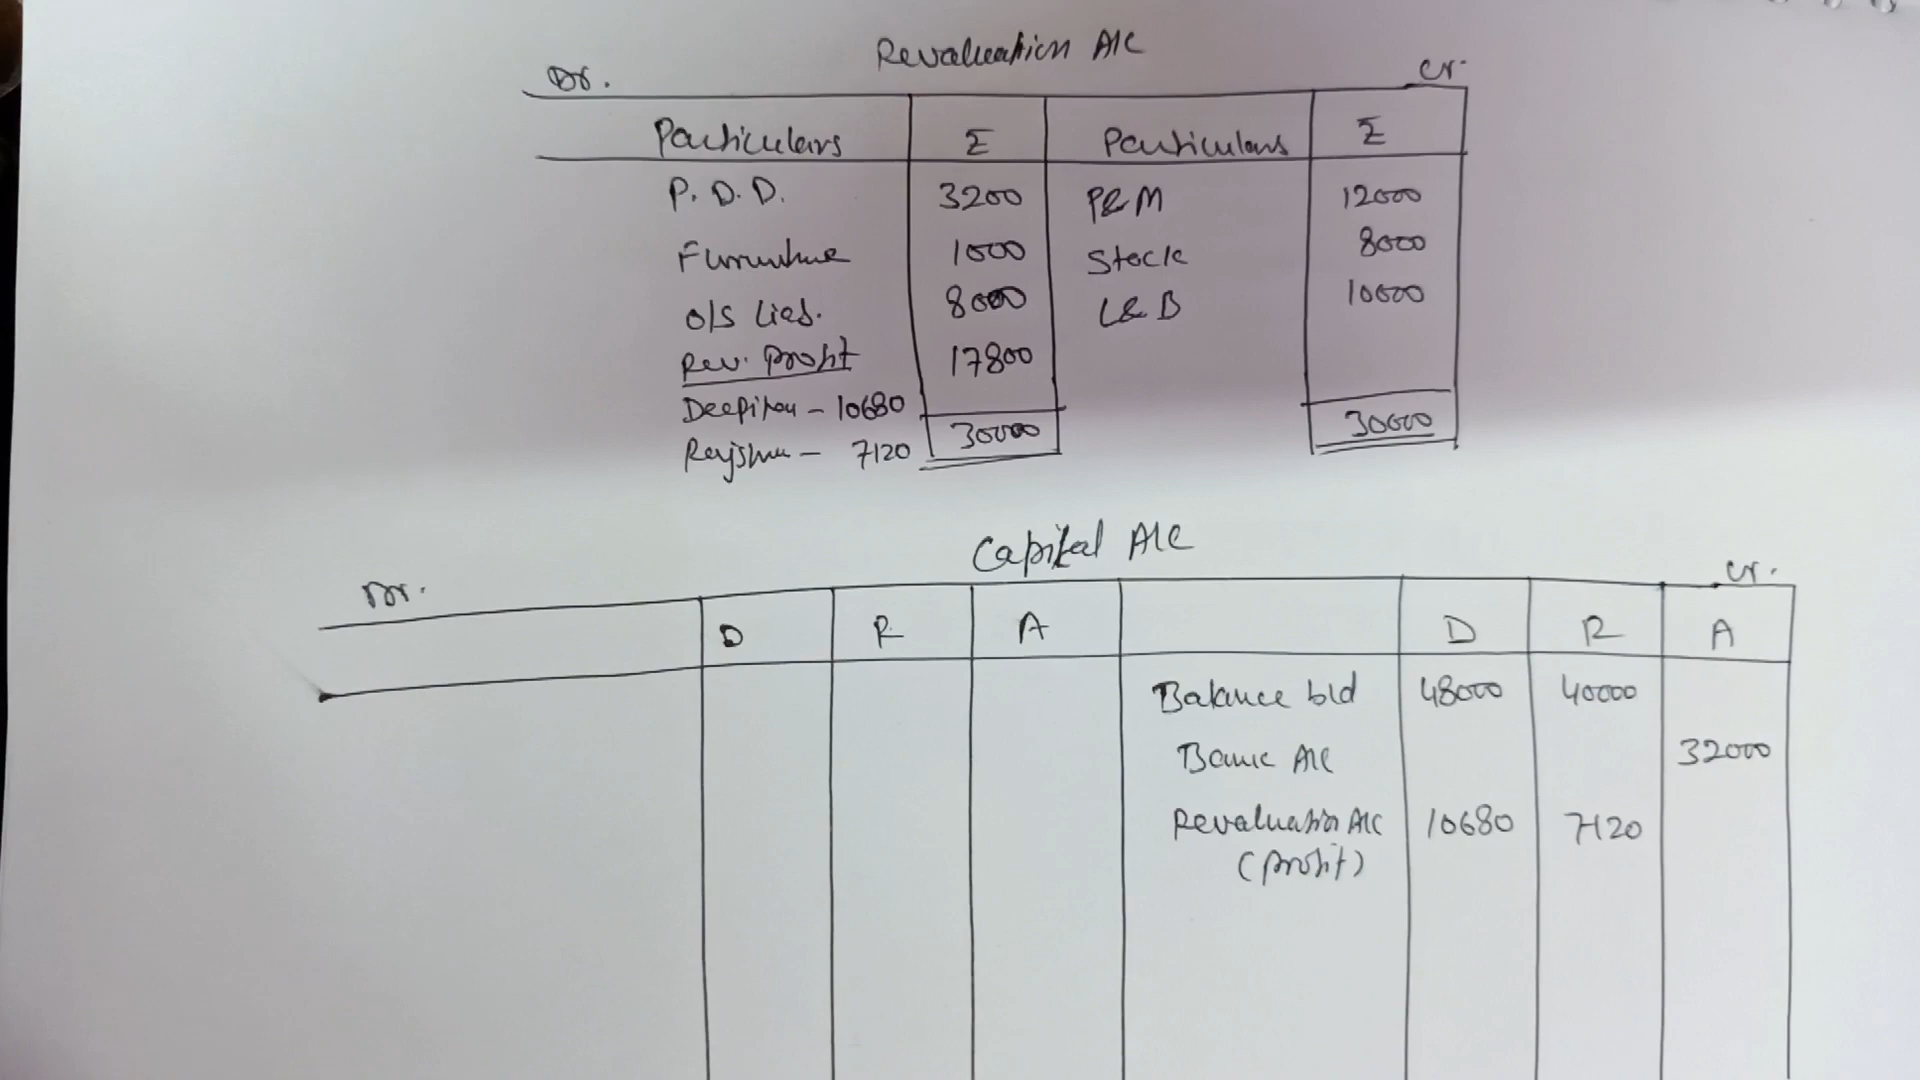 Revaluation A/C
Dr. Cr.
Particulars ₹ Particulars ₹
P.D.D. 3200 P&M 12000
Furniture 1000 Stock 8000
O/S Liab. 8000 L&B 10000
Rev. Profit 17800
Deepika - 10680
Rajshree - 7120 30000 30000
Capital A/C
Dr. Cr.
D R A D R A
Balance b/d 48000 40000
Bank A/C 32000
Revaluation A/C 10680 7120
(profit)